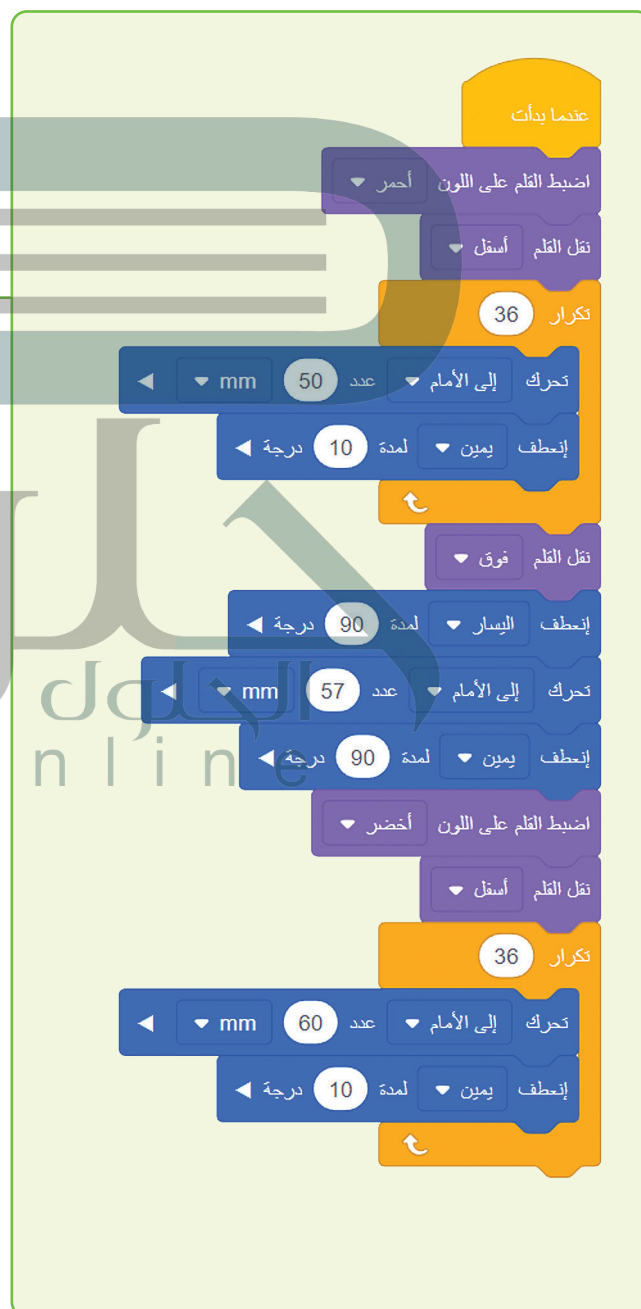 عندما بدأت
اضبط القلم على اللون أحمر
نقل القلم أسفل
تكرار 36
تحرك إلى الأمام عدد 50 mm
إنعطف يمين لمدة 10 درجة
نقل القلم فوق
إنعطف اليسار لمدة 90 درجة
تحرك إلى الأمام عدد 57 mm
إنعطف يمين لمدة 90 درجة
اضبط القلم على اللون أخضر
نقل القلم أسفل
تكرار 36
تحرك إلى الأمام عدد 60 mm
إنعطف يمين لمدة 10 درجة
الحلول
nline